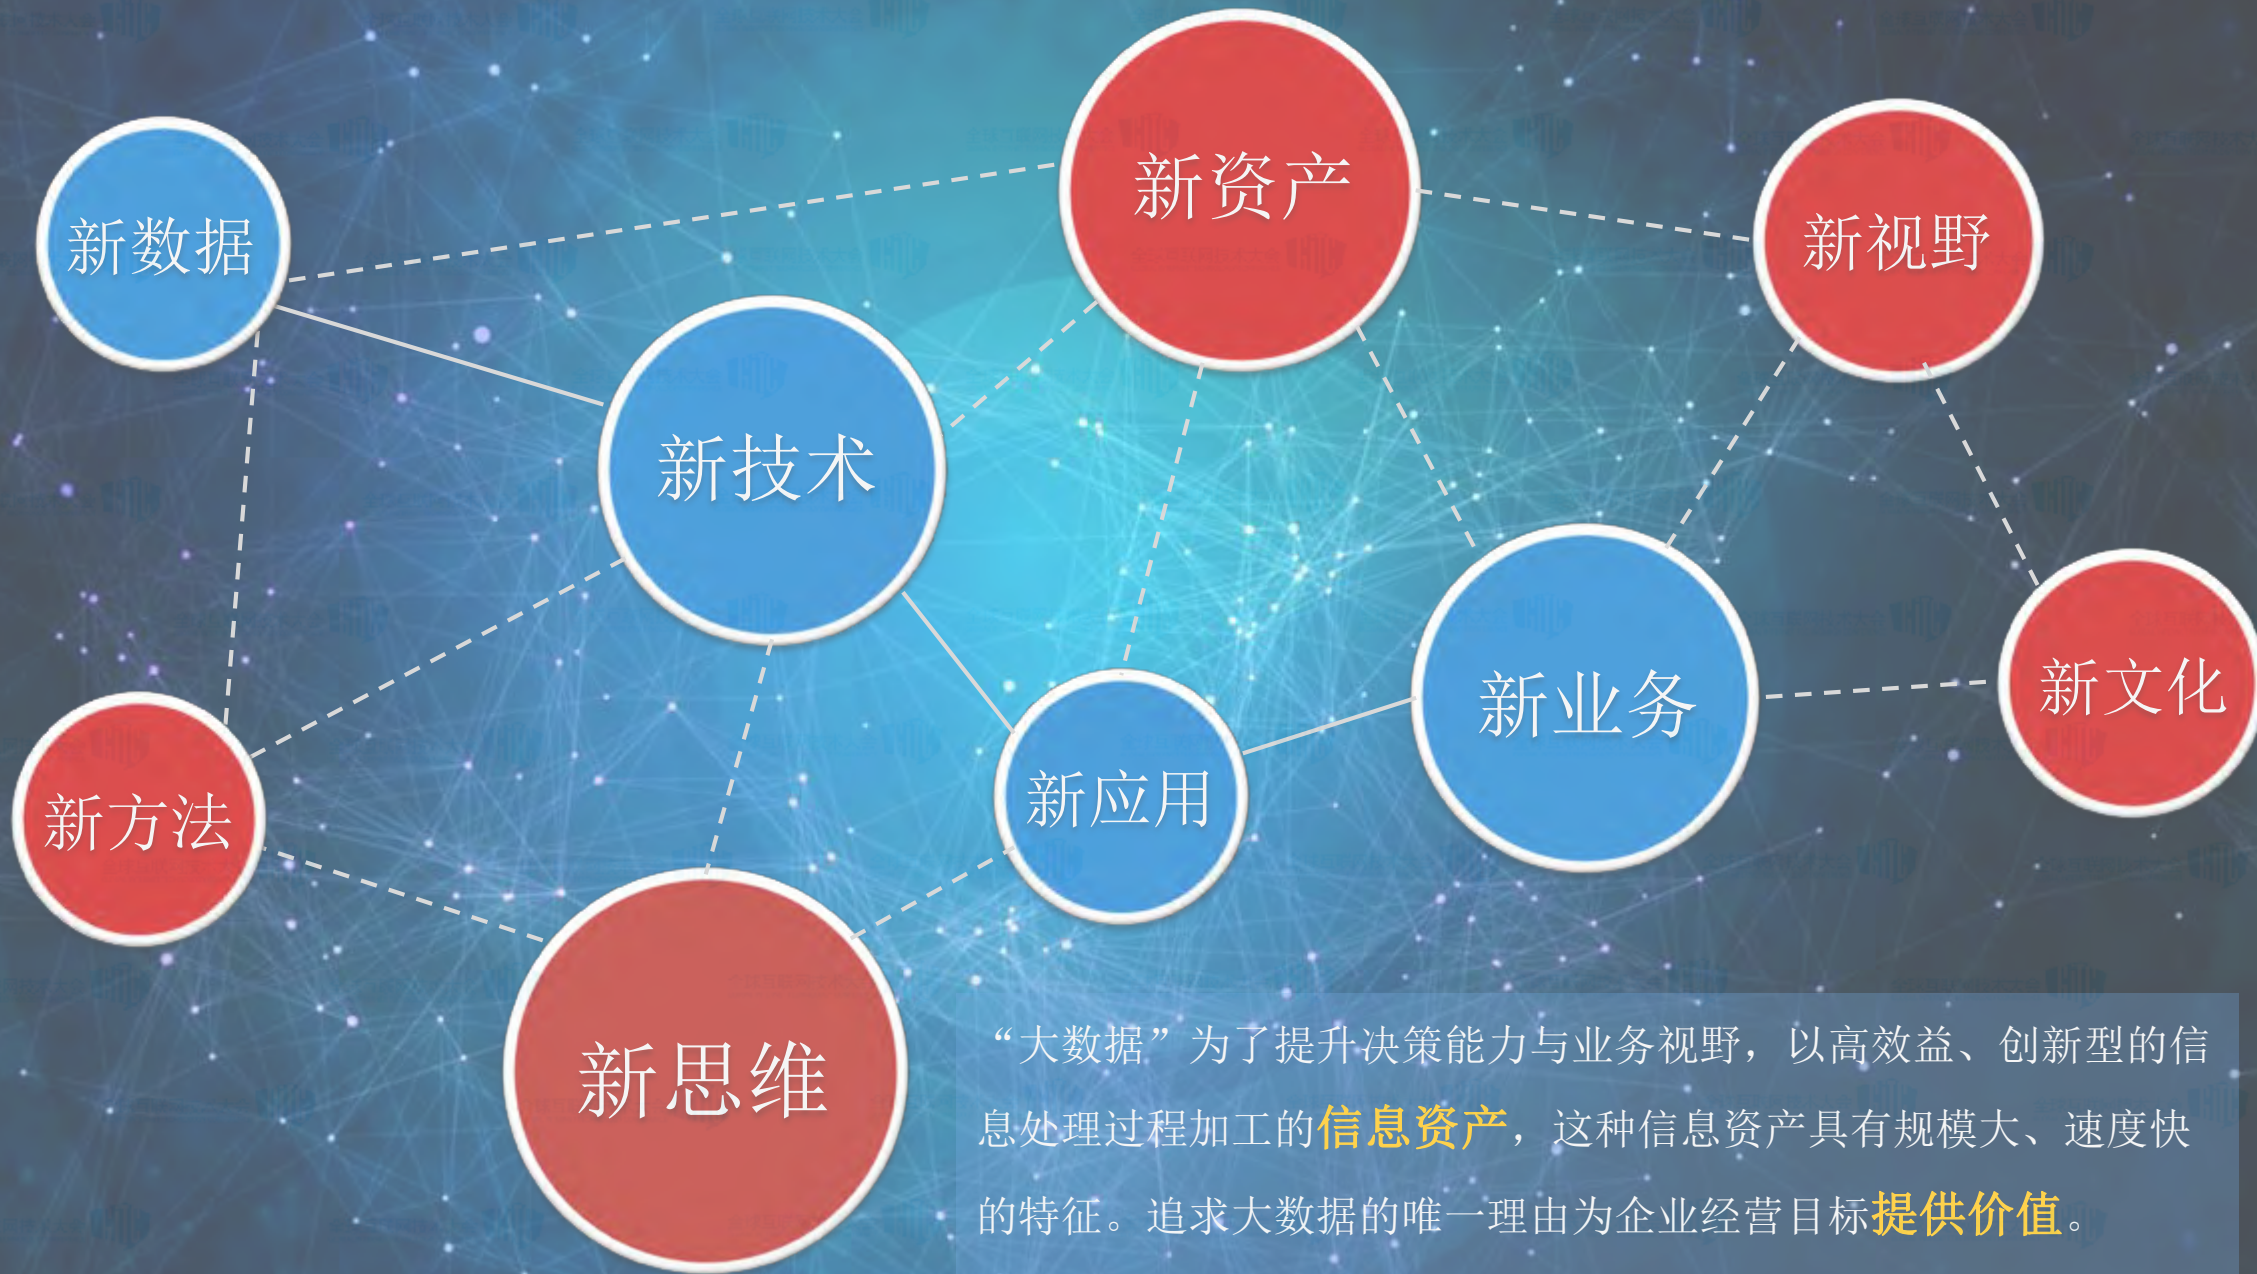 新资产
新视野
新数据
新技术
新业务
新文化
新应用
新方法
新思维
“大数据”为了提升决策能力与业务视野，以高效益、创新型的信
息处理过程加工的信息资产，这种信息资产具有规模大、速度快
的特征。追求大数据的唯一理由为企业经营目标提供价值。